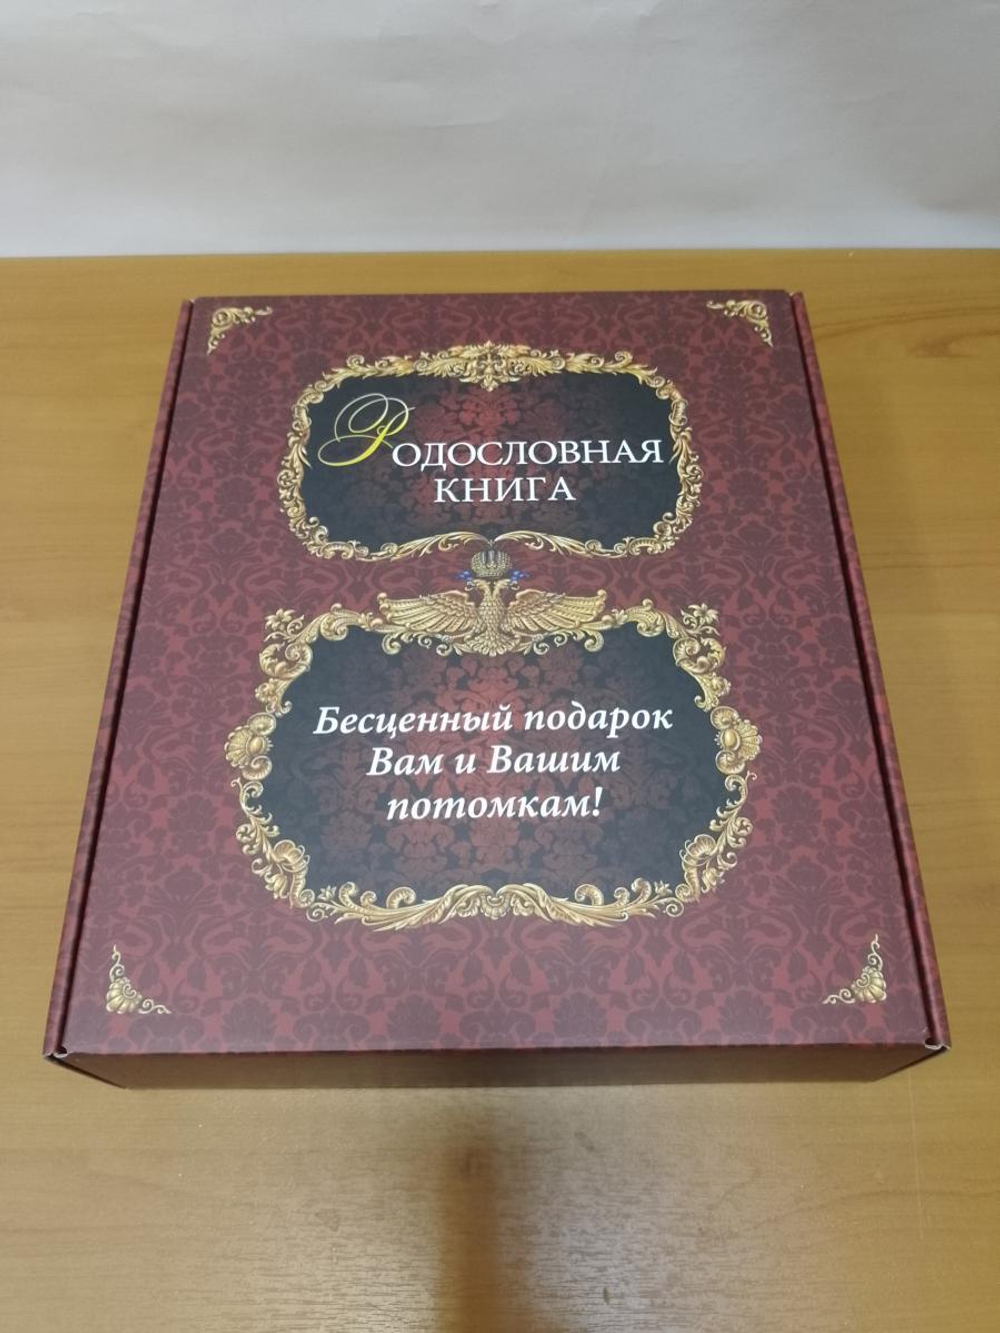 Родословная
книга
Бесценный подарок
Вам и Вашим
потомкам!